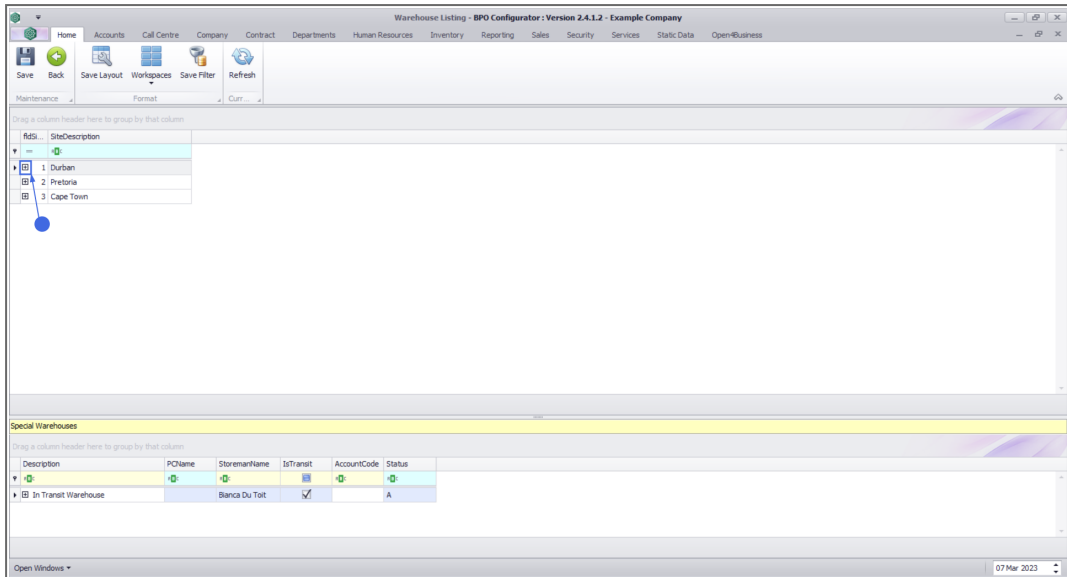 Warehouse Listing - BPO Configurator : Version 2.4.1.2 - Example Company
Home Accounts Call Centre Company Contract Departments Human Resources Inventory Reporting Sales Security Services Static Data Open4Business
Save Back Save Layout Workspaces Save Filter Refresh
Maintenance Format Curr...
Drag a column header here to group by that column
fldSi... SiteDescription
1 Durban
2 Pretoria
3 Cape Town
Special Warehouses
Drag a column header here to group by that column
Description PCName StoremanName IsTransit AccountCode Status
In Transit Warehouse Bianca Du Toit A
Open Windows 07 Mar 2023